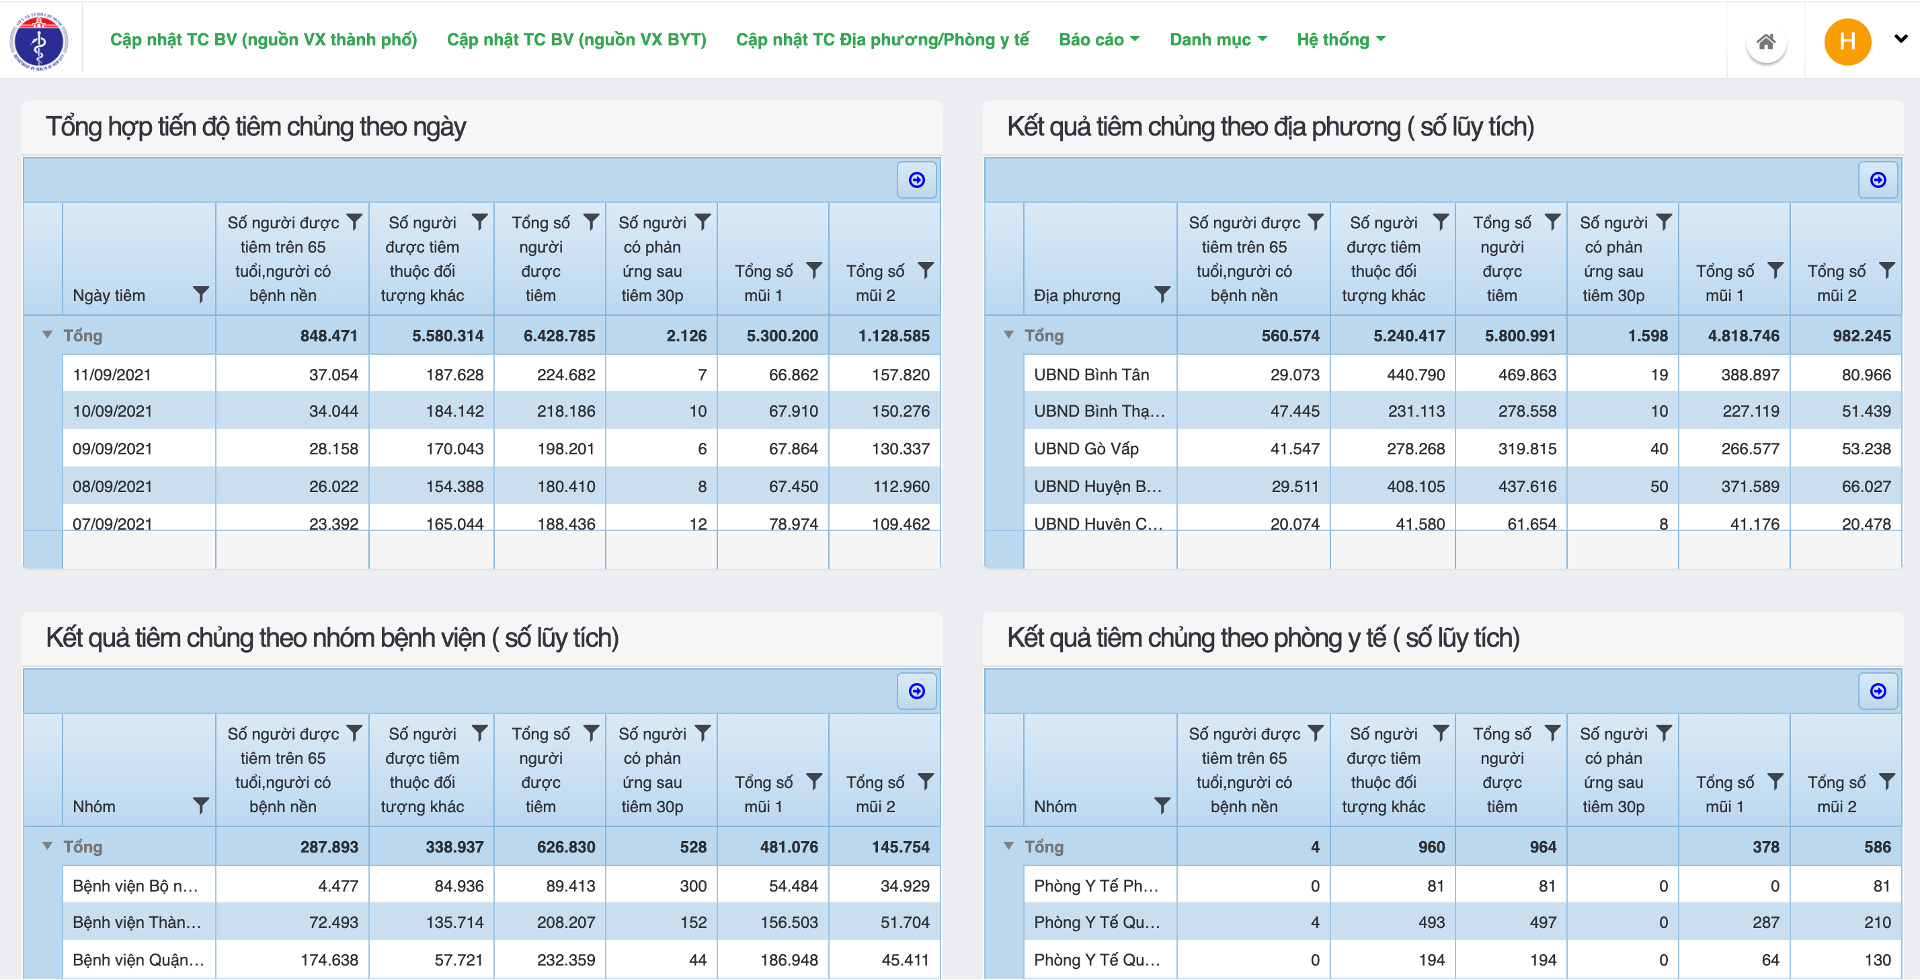 Cập nhật TC BV (nguồn VX thành phố) Cập nhật TC BV (nguồn VX BYT) Cập nhật TC Địa phương/Phòng y tế Báo cáo Danh mục Hệ thống H
Tổng hợp tiến độ tiêm chủng theo ngày
Ngày tiêm
Số người được
tiêm trên 65
tuổi,người có
bệnh nền
Số người
được tiêm
thuộc đối
tượng khác
Tổng số
người
được
tiêm
Số người
có phản
ứng sau
tiêm 30p
Tổng số
mũi 1
Tổng số
mũi 2
Tổng 848.471 5.580.314 6.428.785 2.126 5.300.200 1.128.585
11/09/2021 37.054 187.628 224.682 7 66.862 157.820
10/09/2021 34.044 184.142 218.186 10 67.910 150.276
09/09/2021 28.158 170.043 198.201 6 67.864 130.337
08/09/2021 26.022 154.388 180.410 8 67.450 112.960
07/09/2021 23.392 165.044 188.436 12 78.974 109.462
Kết quả tiêm chủng theo địa phương ( số lũy tích)
Địa phương
Số người được
tiêm trên 65
tuổi,người có
bệnh nền
Số người
được tiêm
thuộc đối
tượng khác
Tổng số
người
được
tiêm
Số người
có phản
ứng sau
tiêm 30p
Tổng số
mũi 1
Tổng số
mũi 2
Tổng 560.574 5.240.417 5.800.991 1.598 4.818.746 982.245
UBND Bình Tân 29.073 440.790 469.863 19 388.897 80.966
UBND Bình Thạ... 47.445 231.113 278.558 10 227.119 51.439
UBND Gò Vấp 41.547 278.268 319.815 40 266.577 53.238
UBND Huyện B... 29.511 408.105 437.616 50 371.589 66.027
UBND Huyện C... 20.074 41.580 61.654 8 41.176 20.478
Kết quả tiêm chủng theo nhóm bệnh viện ( số lũy tích)
Nhóm
Số người được
tiêm trên 65
tuổi,người có
bệnh nền
Số người
được tiêm
thuộc đối
tượng khác
Tổng số
người
được
tiêm
Số người
có phản
ứng sau
tiêm 30p
Tổng số
mũi 1
Tổng số
mũi 2
Tổng 287.893 338.937 626.830 528 481.076 145.754
Bệnh viện Bộ n... 4.477 84.936 89.413 300 54.484 34.929
Bệnh viện Thàn... 72.493 135.714 208.207 152 156.503 51.704
Bệnh viện Quận... 174.638 57.721 232.359 44 186.948 45.411
Kết quả tiêm chủng theo phòng y tế ( số lũy tích)
Nhóm
Số người được
tiêm trên 65
tuổi,người có
bệnh nền
Số người
được tiêm
thuộc đối
tượng khác
Tổng số
người
được
tiêm
Số người
có phản
ứng sau
tiêm 30p
Tổng số
mũi 1
Tổng số
mũi 2
Tổng 4 960 964 378 586
Phòng Y Tế Ph... 0 81 81 0 0 81
Phòng Y Tế Qu... 4 493 497 0 287 210
Phòng Y Tế Qu... 0 194 194 0 64 130